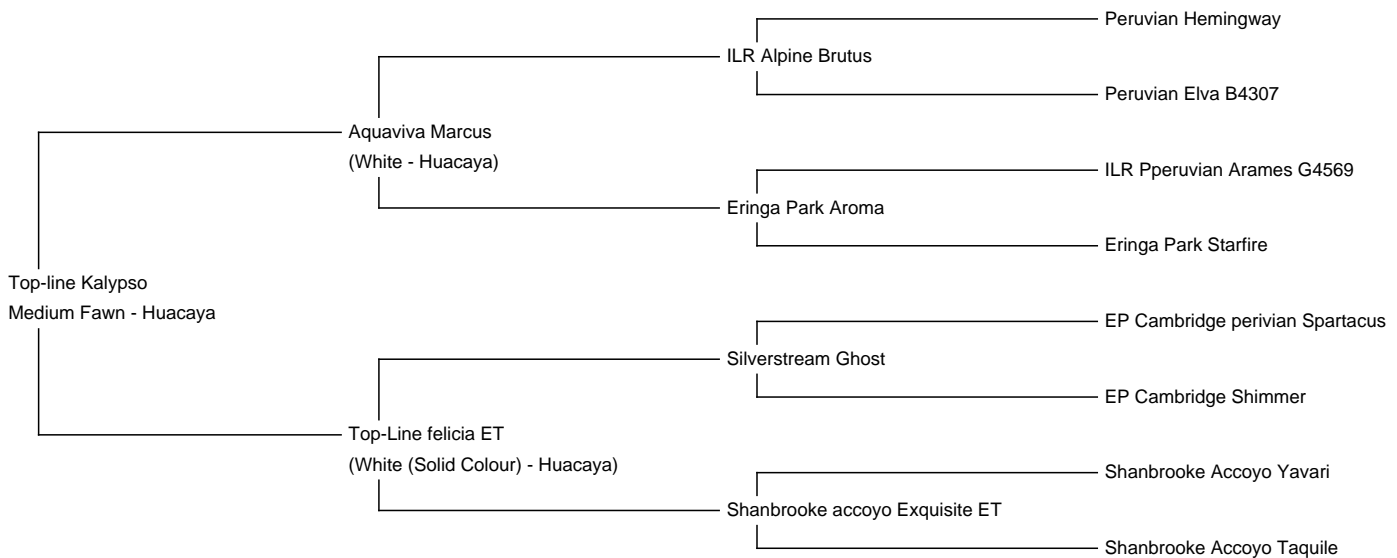 Peruvian Hemingway
ILR Alpine Brutus
Peruvian Elva B4307
Aquaviva Marcus
(White - Huacaya)
ILR Pperuvian Arames G4569
Eringa Park Aroma
Eringa Park Starfire
Top-line Kalypso
Medium Fawn - Huacaya
EP Cambridge perivian Spartacus
Silverstream Ghost
EP Cambridge Shimmer
Top-Line felicia ET
(White (Solid Colour) - Huacaya)
Shanbrooke Accoyo Yavari
Shanbrooke accoyo Exquisite ET
Shanbrooke Accoyo Taquile